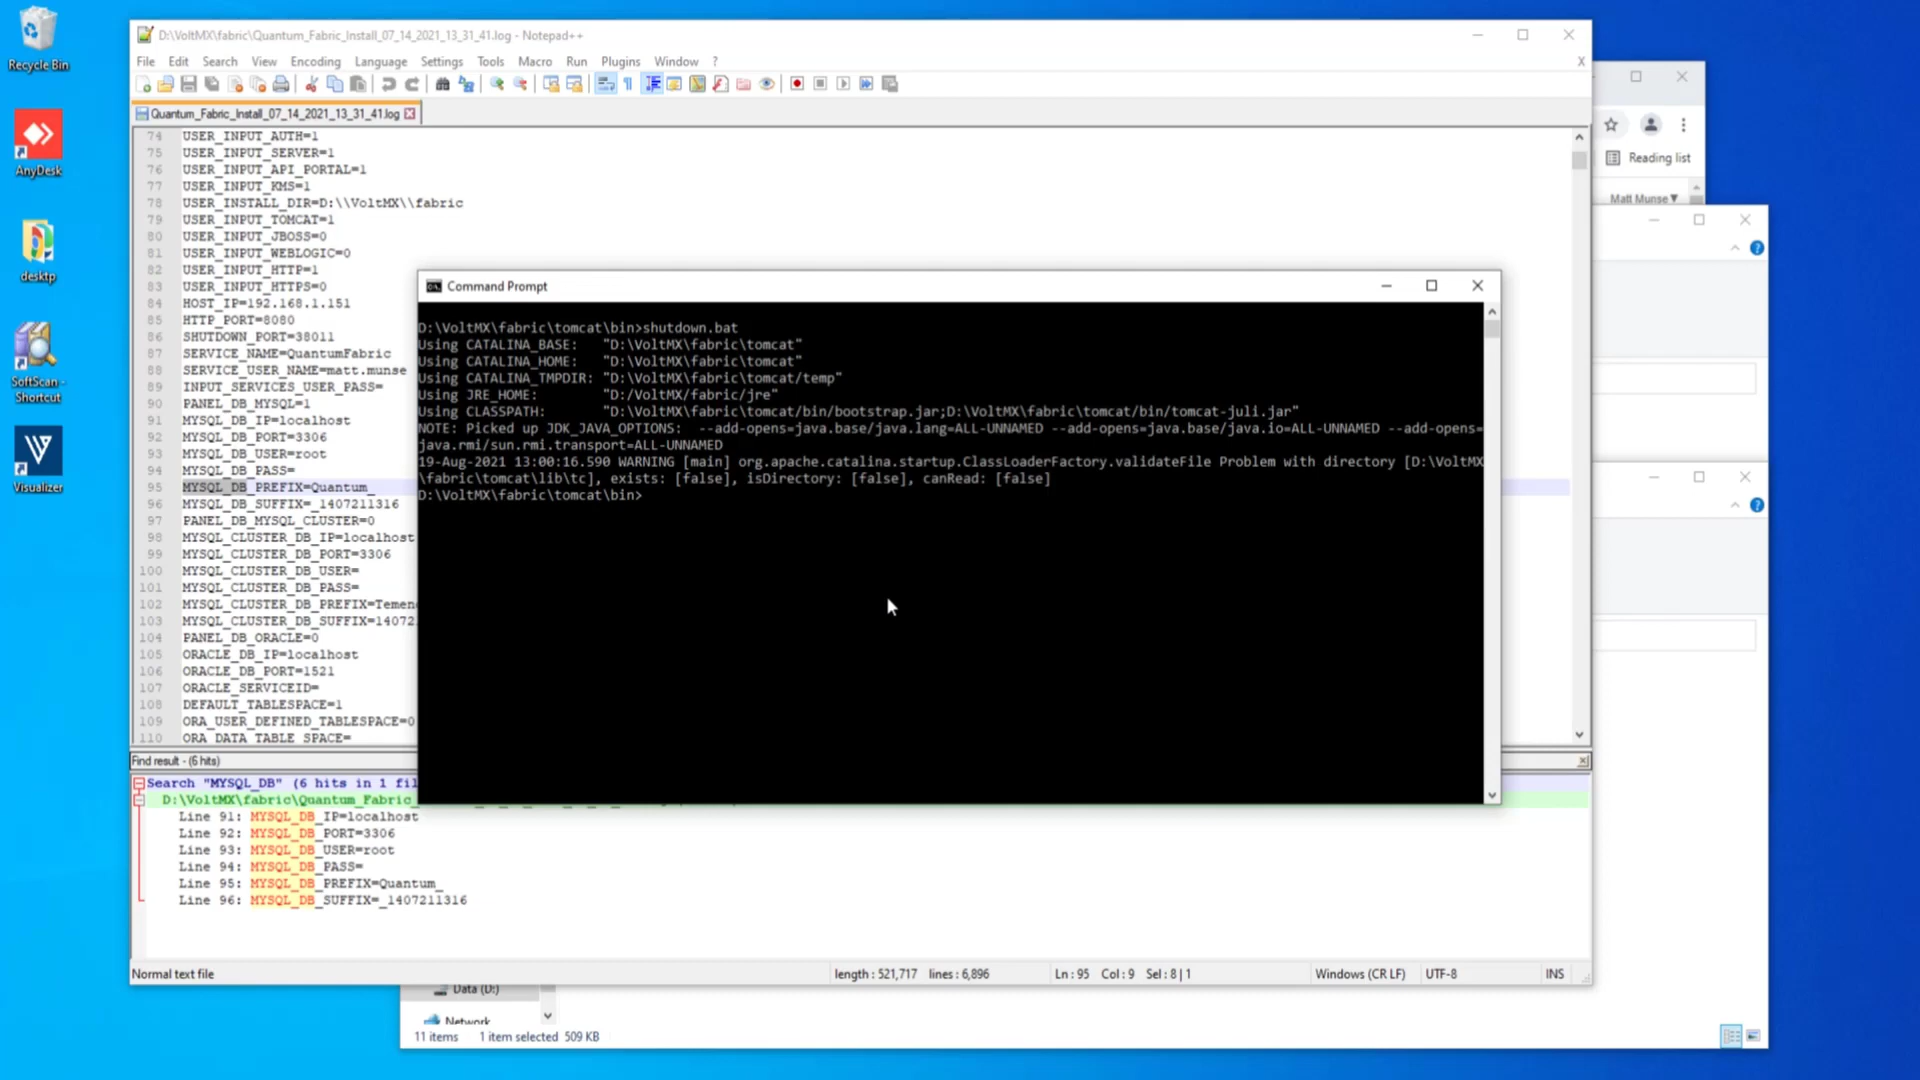 Recycle Bin
AnyDesk
desktp
SoftScan -
Shortcut
Visualizer
D:\VoltMX\fabric\Quantum_Fabric_Install_07_14_2021_13_31_41.log - Notepad++
File Edit Search View Encoding Language Settings Tools Macro Run Plugins Window ? X
Quantum_Fabric_Install_07_14_2021_13_31_41.log
74 USER_INPUT_AUTH=1
75 USER_INPUT_SERVER=1
76 USER_INPUT_API_PORTAL=1
77 USER_INPUT_KMS=1
78 USER_INSTALL_DIR=D:\\VoltMX\\fabric
79 USER_INPUT_TOMCAT=1
80 USER_INPUT_JBOSS=0
81 USER_INPUT_WEBLOGIC=0
82 USER_INPUT_HTTP=1
83 USER_INPUT_HTTPS=0
84 HOST_IP=192.168.1.151
85 HTTP_PORT=8080
86 SHUTDOWN_PORT=38011
87 SERVICE_NAME=QuantumFabric
88 SERVICE_USER_NAME=matt.munse
89 INPUT_SERVICES_USER_PASS=
90 PANEL_DB_MYSQL=1
91 MYSQL_DB_IP=localhost
92 MYSQL_DB_PORT=3306
93 MYSQL_DB_USER=root
94 MYSQL_DB_PASS=
95 MYSQL_DB_PREFIX=Quantum_
96 MYSQL_DB_SUFFIX=_1407211316
97 PANEL_DB_MYSQL_CLUSTER=0
98 MYSQL_CLUSTER_DB_IP=localhost
99 MYSQL_CLUSTER_DB_PORT=3306
100 MYSQL_CLUSTER_DB_USER=
101 MYSQL_CLUSTER_DB_PASS=
102 MYSQL_CLUSTER_DB_PREFIX=Temen
103 MYSQL_CLUSTER_DB_SUFFIX=14072
104 PANEL_DB_ORACLE=0
105 ORACLE_DB_IP=localhost
106 ORACLE_DB_PORT=1521
107 ORACLE_SERVICEID=
108 DEFAULT_TABLESPACE=1
109 ORA_USER_DEFINED_TABLESPACE=0
110 ORA_DATA_TABLE_SPACE=
Command Prompt
D:\VoltMX\fabric\tomcat\bin>shutdown.bat
Using CATALINA_BASE:   "D:\VoltMX\fabric\tomcat"
Using CATALINA_HOME:   "D:\VoltMX\fabric\tomcat"
Using CATALINA_TMPDIR: "D:\VoltMX\fabric\tomcat/temp"
Using JRE_HOME:        "D:/VoltMX/fabric/jre"
Using CLASSPATH:       "D:\VoltMX\fabric\tomcat/bin/bootstrap.jar;D:\VoltMX\fabric\tomcat/bin/tomcat-juli.jar"
NOTE: Picked up JDK_JAVA_OPTIONS:  --add-opens=java.base/java.lang=ALL-UNNAMED --add-opens=java.base/java.io=ALL-UNNAMED --add-opens=
java.rmi/sun.rmi.transport=ALL-UNNAMED
19-Aug-2021 13:00:16.590 WARNING [main] org.apache.catalina.startup.ClassLoaderFactory.validateFile Problem with directory [D:\VoltMX
\fabric\tomcat\lib\tc], exists: [false], isDirectory: [false], canRead: [false]
D:\VoltMX\fabric\tomcat\bin>
Reading list
Matt Munse
Find result - (6 hits)
Search "MYSQL_DB" (6 hits in 1 fil
D:\VoltMX\fabric\Quantum_Fabric_
Line 91: MYSQL_DB_IP=localhost
Line 92: MYSQL_DB_PORT=3306
Line 93: MYSQL_DB_USER=root
Line 94: MYSQL_DB_PASS=
Line 95: MYSQL_DB_PREFIX=Quantum_
Line 96: MYSQL_DB_SUFFIX=_1407211316
Normal text file length : 521,717 lines : 6,896 Ln : 95 Col : 9 Sel : 8 | 1 Windows (CR LF) UTF-8 INS
Data (D:)
Network
11 items 1 item selected 509 KB